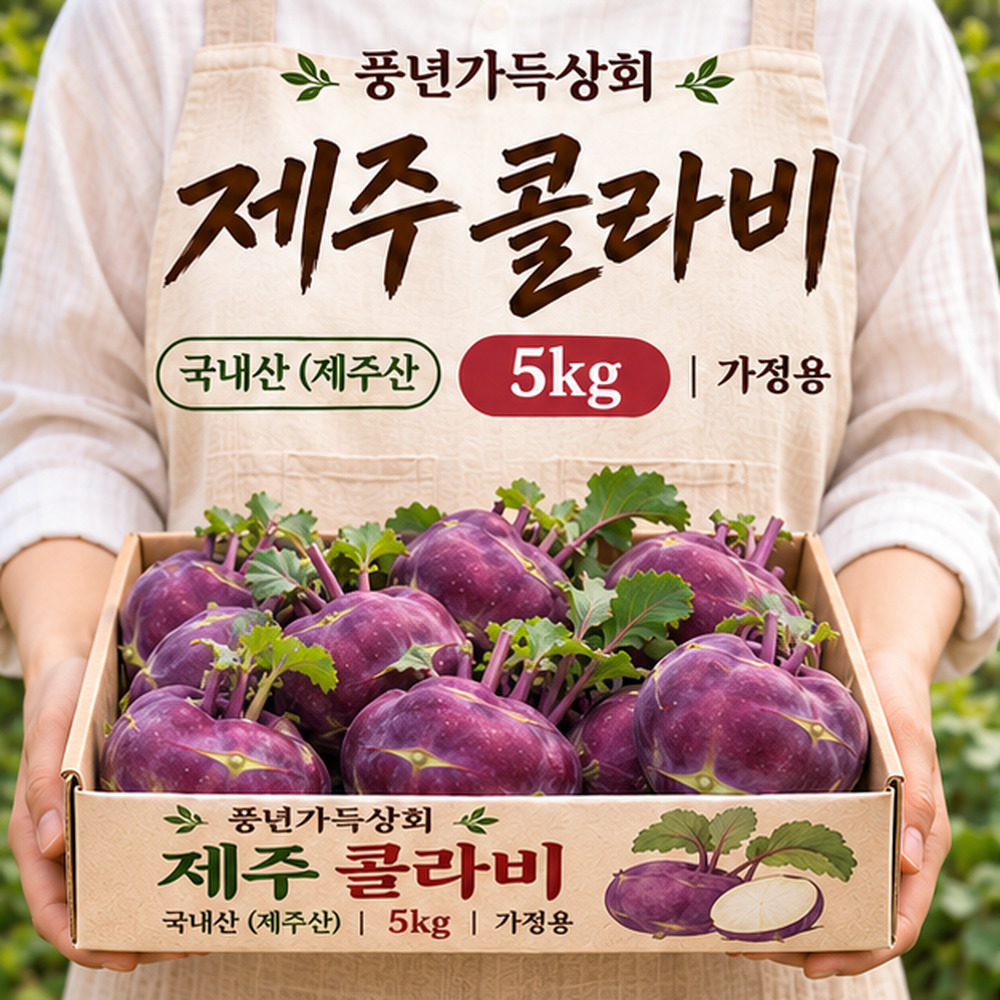 풍년가득상회
제주 콜라비
국내산 (제주산 5kg | 가정용
풍년가득상회
제주 콜라비
국내산 (제주산) | 5kg | 가정용